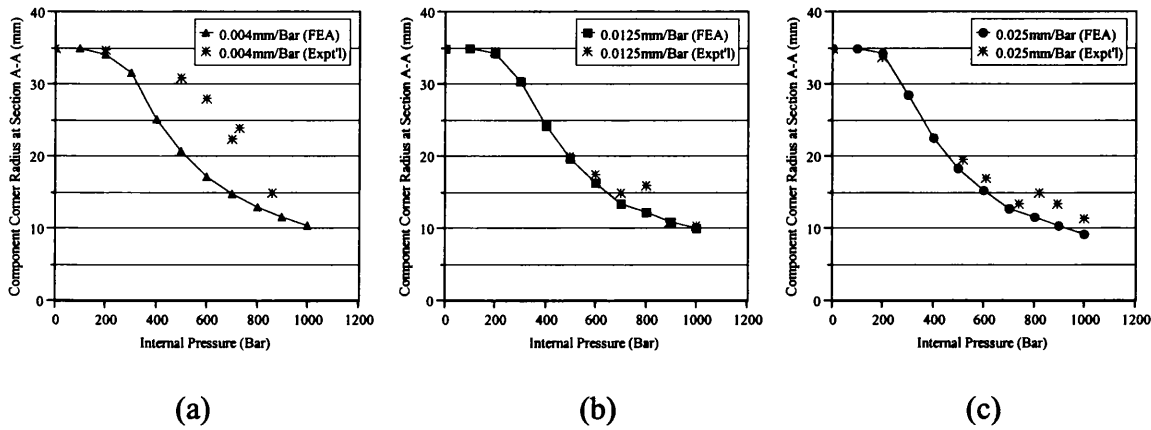 Component Corner Radius at Section A-A (mm)
40
35
30
25
20
15
10
5
0
0.004mm/Bar (FEA)
0.004mm/Bar (Expt'l)
0 200 400 600 800 1000 1200
Internal Pressure (Bar)
(a)
Component Corner Radius at Section A-A (mm)
40
35
30
25
20
15
10
5
0
0.0125mm/Bar (FEA)
0.0125mm/Bar (Expt'l)
0 200 400 600 800 1000 1200
Internal Pressure (Bar)
(b)
Component Corner Radius at Section A-A (mm)
40
35
30
25
20
15
10
5
0
0.025mm/Bar (FEA)
0.025mm/Bar (Expt'l)
0 200 400 600 800 1000 1200
Internal Pressure (Bar)
(c)